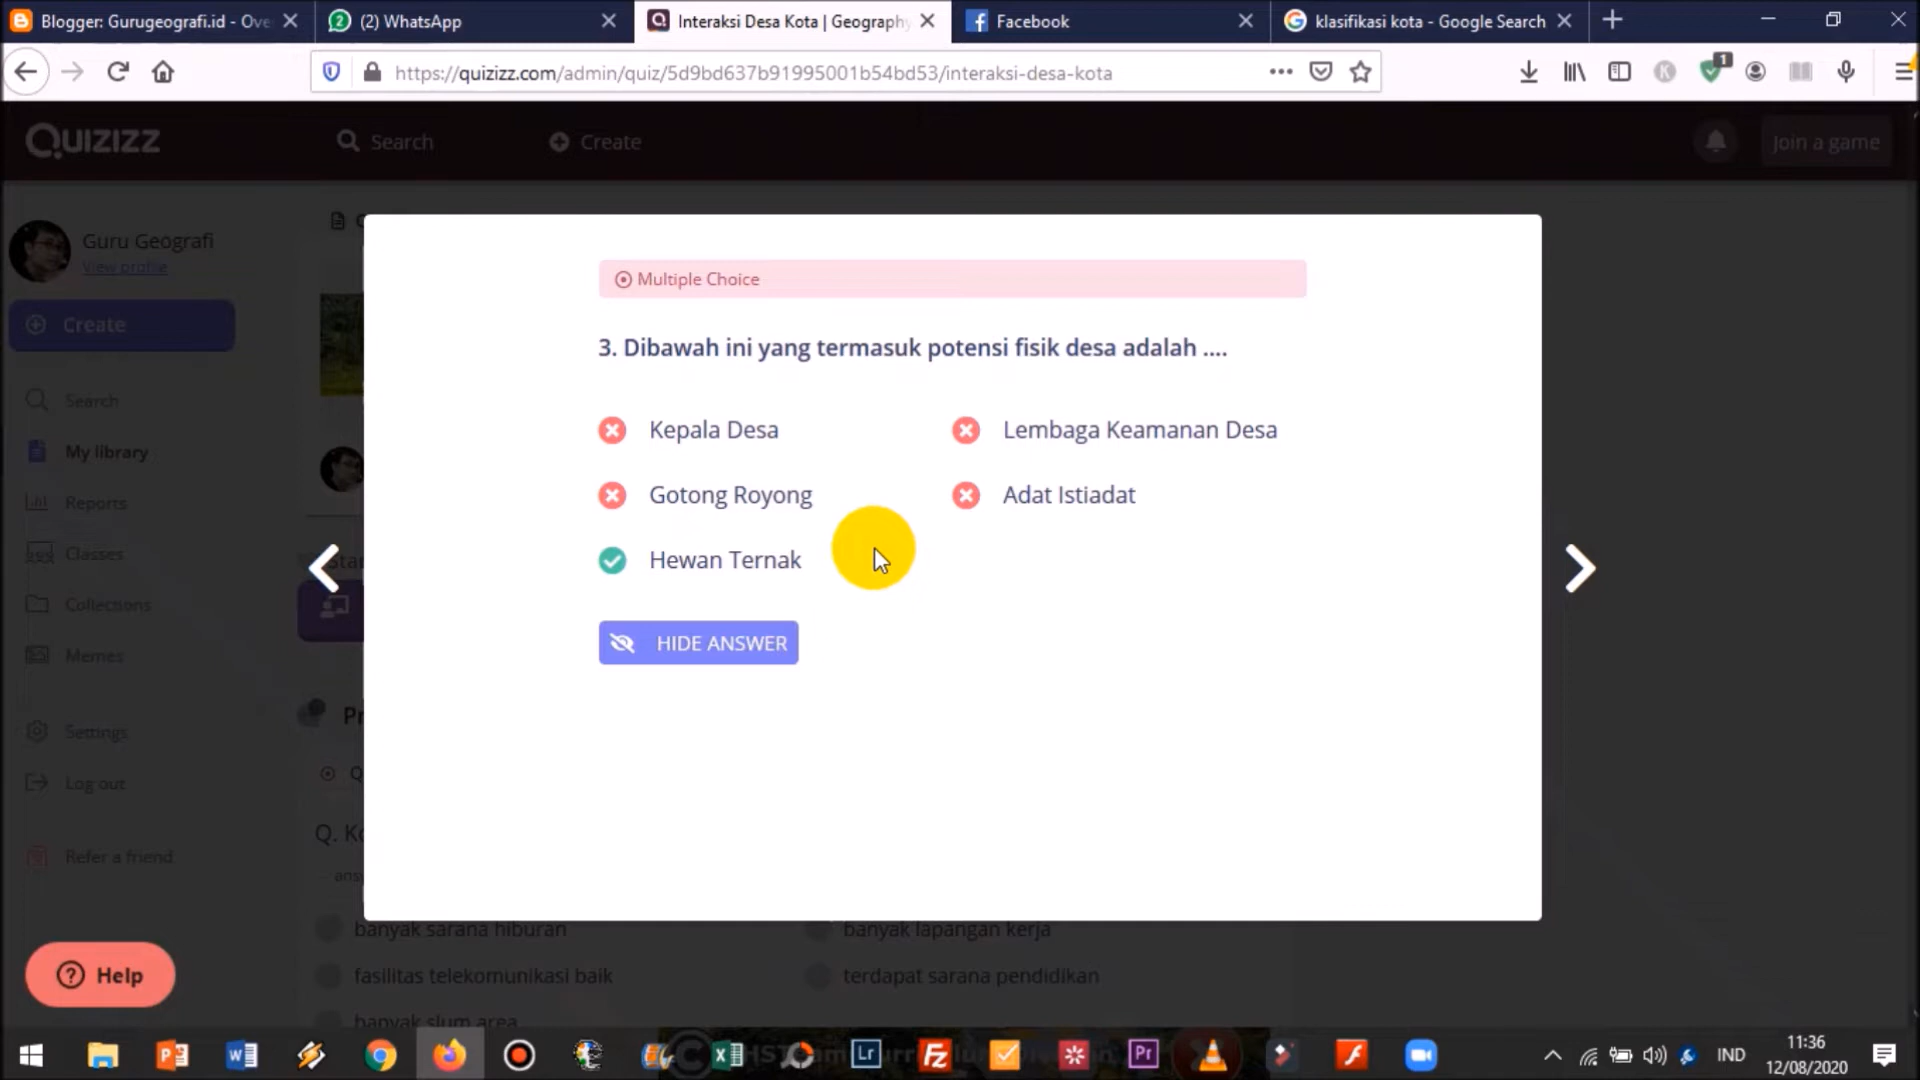 Blogger: Gurugeografi.id - Ove
(2) WhatsApp
Interaksi Desa Kota | Geography
Facebook
klasifikasi kota - Google Search
https://quizizz.com/admin/quiz/5d9bd637b91995001b54bd53/interaksi-desa-kota
1
QUIZIZZ
Search
Create
Join a game
Guru Geografi
View profile
Create
Search
My library
Reports
Classes
Collections
Memes
Settings
Log out
Refer a friend
Help
Multiple Choice
3. Dibawah ini yang termasuk potensi fisik desa adalah ....
Kepala Desa
Lembaga Keamanan Desa
Gotong Royong
Adat Istiadat
Hewan Ternak
HIDE ANSWER
Q. Ko
banyak sarana hiburan
banyak lapangan kerja
fasilitas telekomunikasi baik
terdapat sarana pendidikan
banyak slum area
Lr
Pr
IND
11:36
12/08/2020